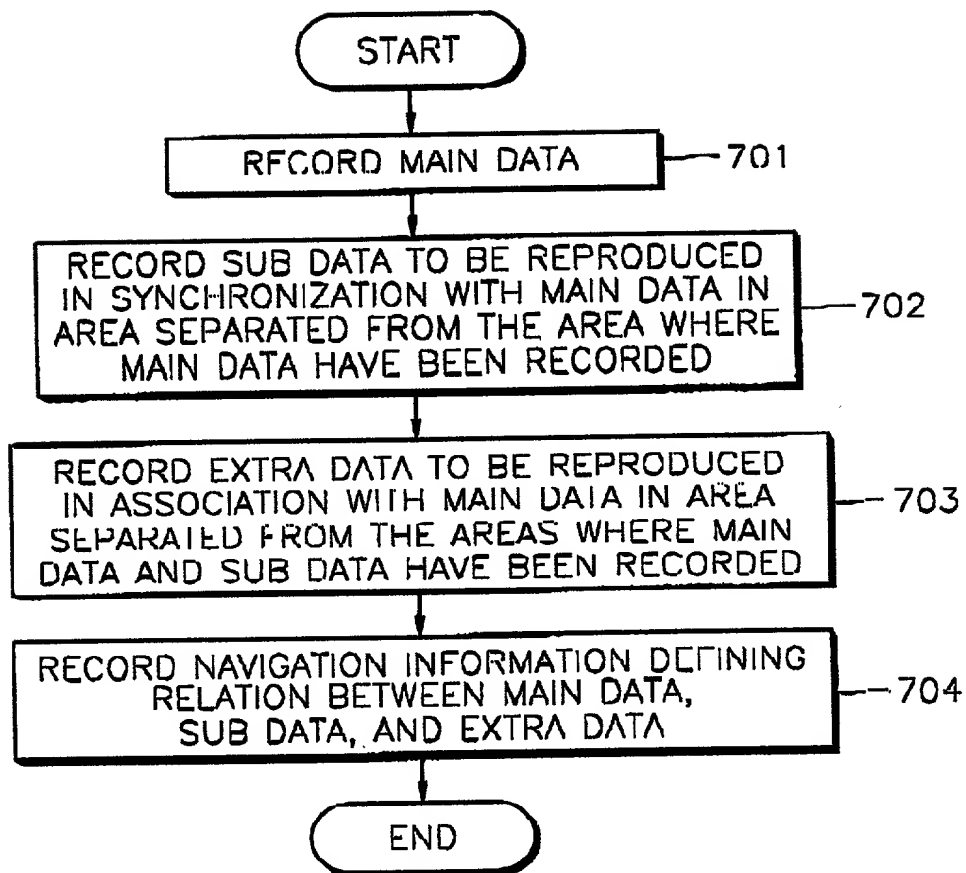 START
RECORD MAIN DATA
701
RECORD SUB DATA TO BE REPRODUCED
IN SYNCHRONIZATION WITH MAIN DATA IN
AREA SEPARATED FROM THE AREA WHERE
MAIN DATA HAVE BEEN RECORDED
702
RECORD EXTRA DATA TO BE REPRODUCED
IN ASSOCIATION WITH MAIN DATA IN AREA
SEPARATED FROM THE AREAS WHERE MAIN
DATA AND SUB DATA HAVE BEEN RECORDED
703
RECORD NAVIGATION INFORMATION DEFINING
RELATION BETWEEN MAIN DATA,
SUB DATA, AND EXTRA DATA
704
END